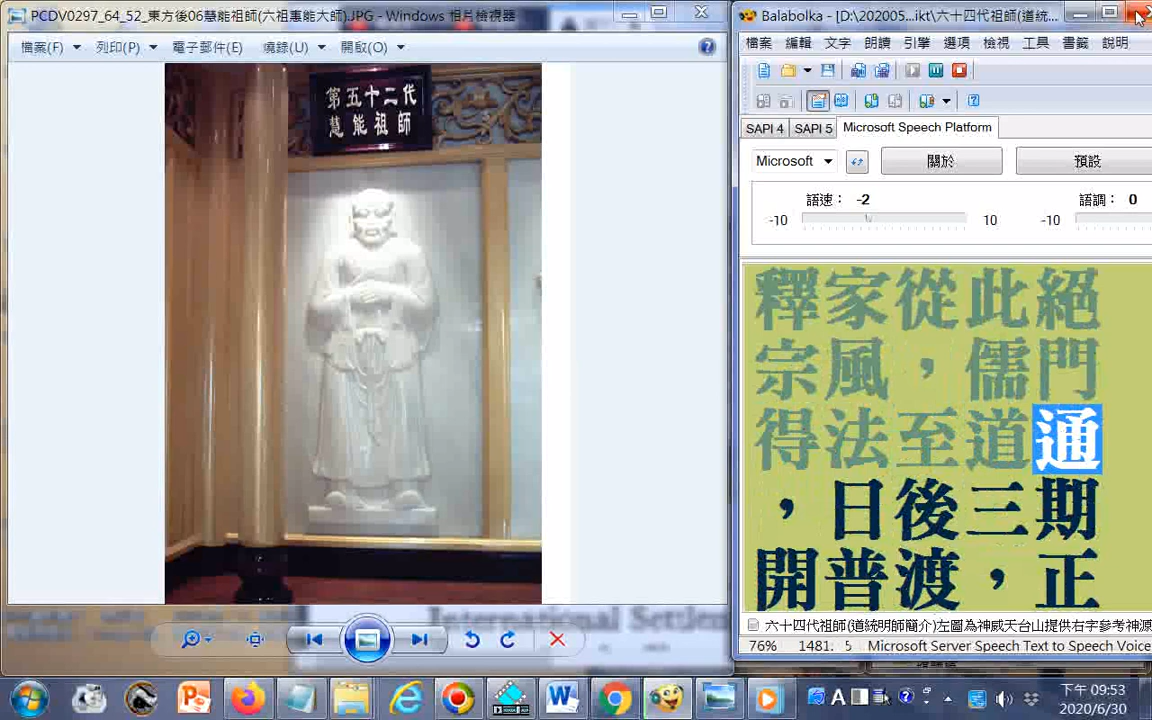 PCDV0297_64_52_東方後06慧能祖師(六祖惠能大師).JPG - Windows 相片檢視器
檔案(F) 列印(P) 電子郵件(E) 燒錄(U) 開啟(O)
第五十二代
慧能祖師
Balabolka - [D:\202005...ikt\六十四代祖師(道統...
檔案 編輯 文字 朗讀 引擎 選項 檢視 工具 書籤 說明
SAPI 4 SAPI 5 Microsoft Speech Platform
Microsoft 關於 預設
語速： -2 語調： 0
-10 10 -10
釋家從此絕
宗風，儒門
得法至道通
，日後三期
開普渡，正
六十四代祖師(道統明師簡介)左圖為神威天台山提供右字參考神源
76% 1481. 5 Microsoft Server Speech Text to Speech Voice
International Settlem
下午 09:53
2020/6/30